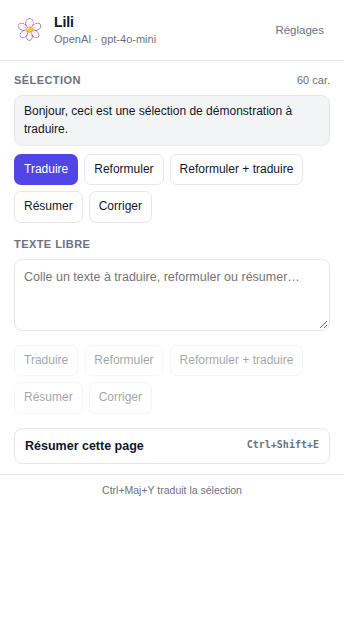 Lili
OpenAI · gpt-4o-mini
Réglages
SÉLECTION
60 car.
Bonjour, ceci est une sélection de démonstration à
traduire.
Traduire
Reformuler
Reformuler + traduire
Résumer
Corriger
TEXTE LIBRE
Colle un texte à traduire, reformuler ou résumer…
Traduire
Reformuler
Reformuler + traduire
Résumer
Corriger
Résumer cette page
Ctrl+Shift+E
Ctrl+Maj+Y traduit la sélection